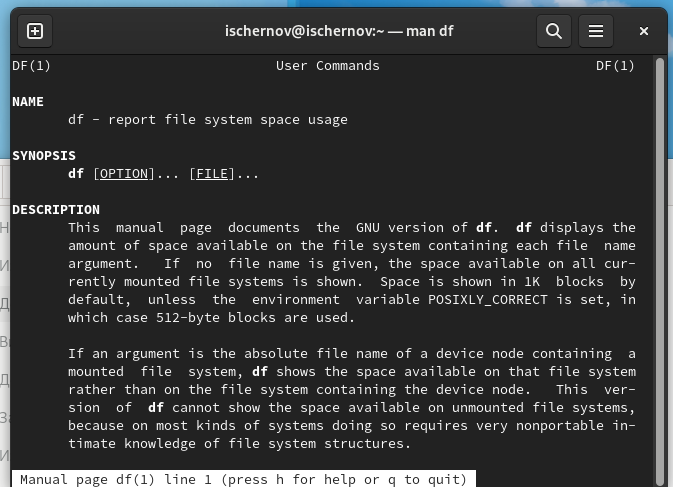 ischernov@ischernov:~ — man df
DF(1) User Commands DF(1)
NAME
df - report file system space usage
SYNOPSIS
df [OPTION]... [FILE]...
DESCRIPTION
This manual page documents the GNU version of df. df displays the
amount of space available on the file system containing each file name
argument. If no file name is given, the space available on all cur-
rently mounted file systems is shown. Space is shown in 1K blocks by
default, unless the environment variable POSIXLY_CORRECT is set, in
which case 512-byte blocks are used.
If an argument is the absolute file name of a device node containing a
mounted file system, df shows the space available on that file system
rather than on the file system containing the device node. This ver-
sion of df cannot show the space available on unmounted file systems,
because on most kinds of systems doing so requires very nonportable in-
timate knowledge of file system structures.
Manual page df(1) line 1 (press h for help or q to quit)